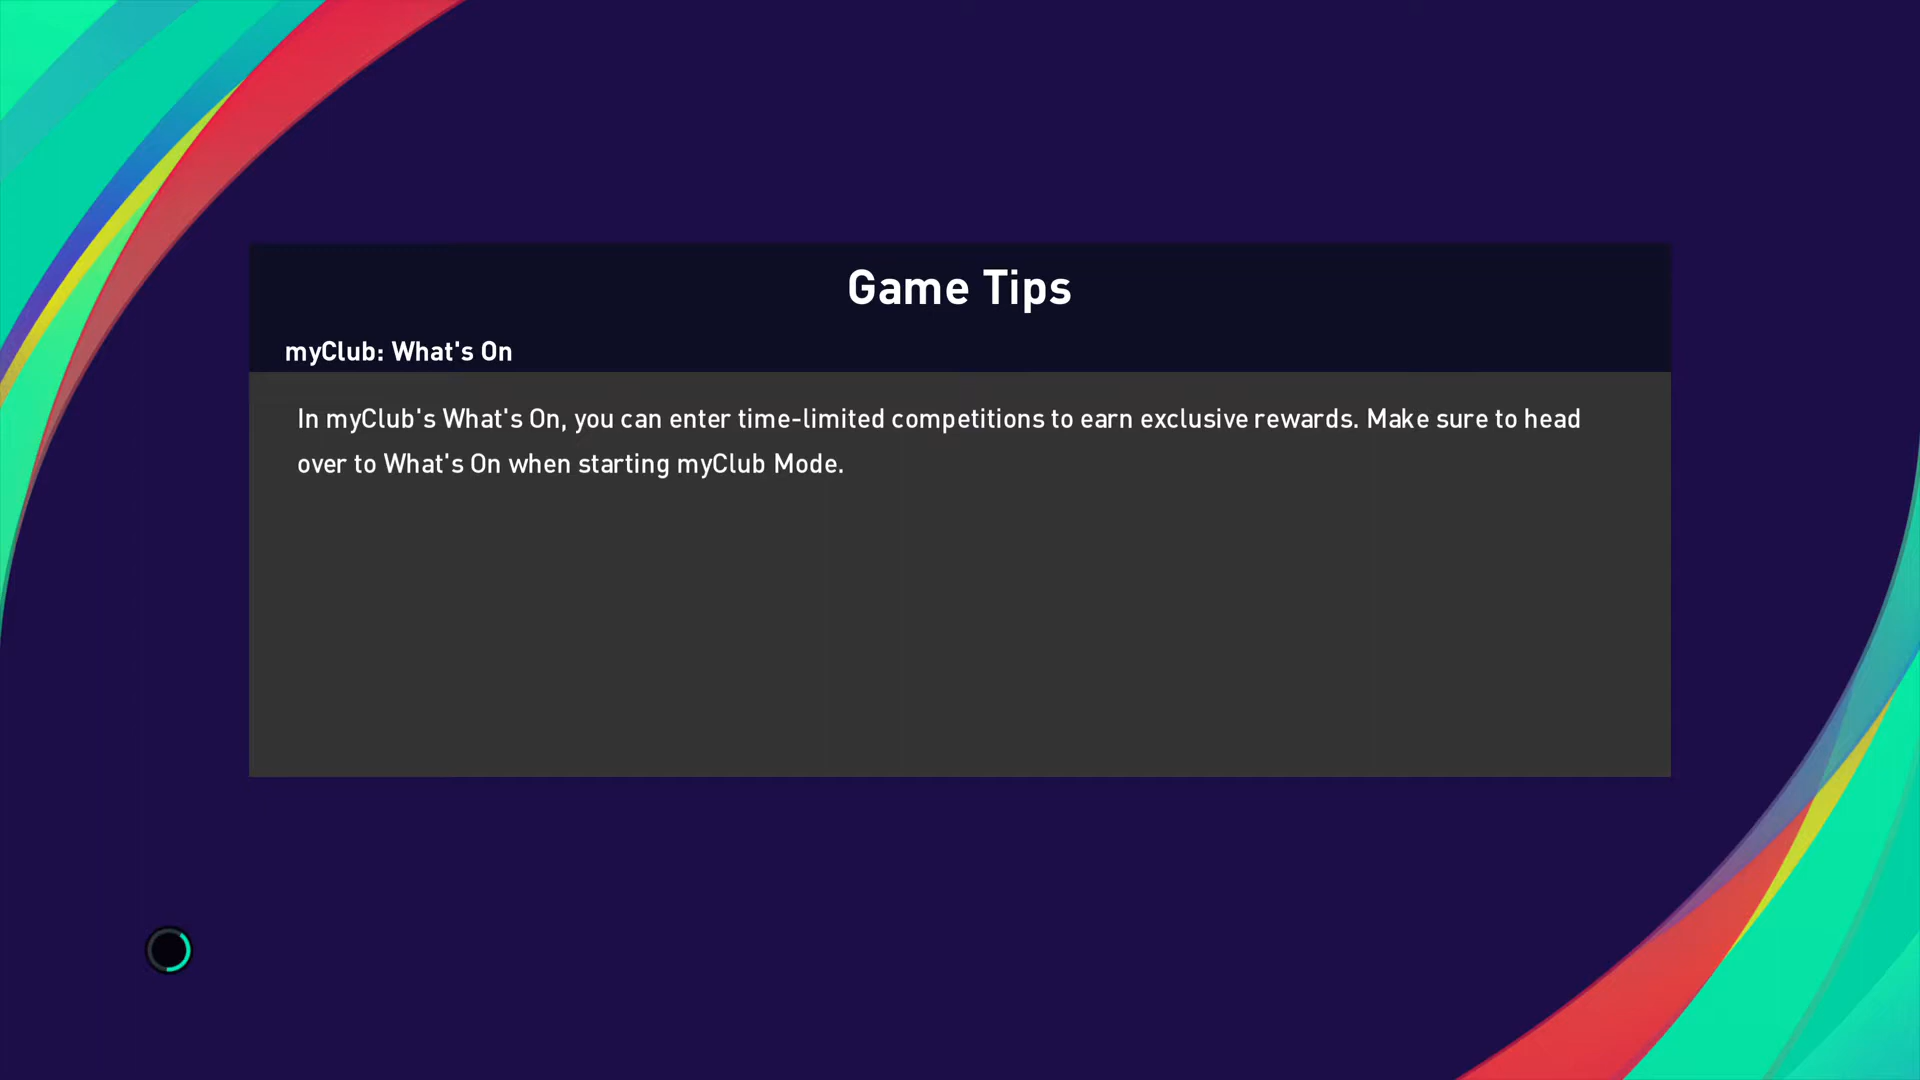 Game Tips
myClub: What's On
In myClub's What's On, you can enter time-limited competitions to earn exclusive rewards. Make sure to head
over to What's On when starting myClub Mode.